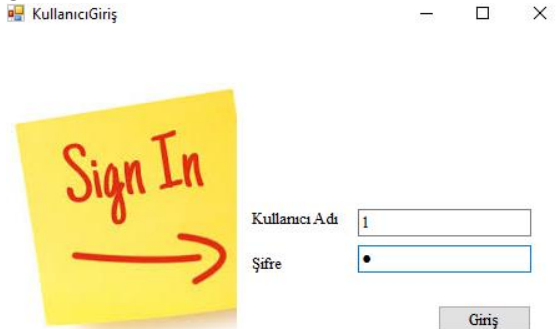 KullanıcıGiriş
Sign In
Kullanıcı Adı 1
Şifre ●
Giriş